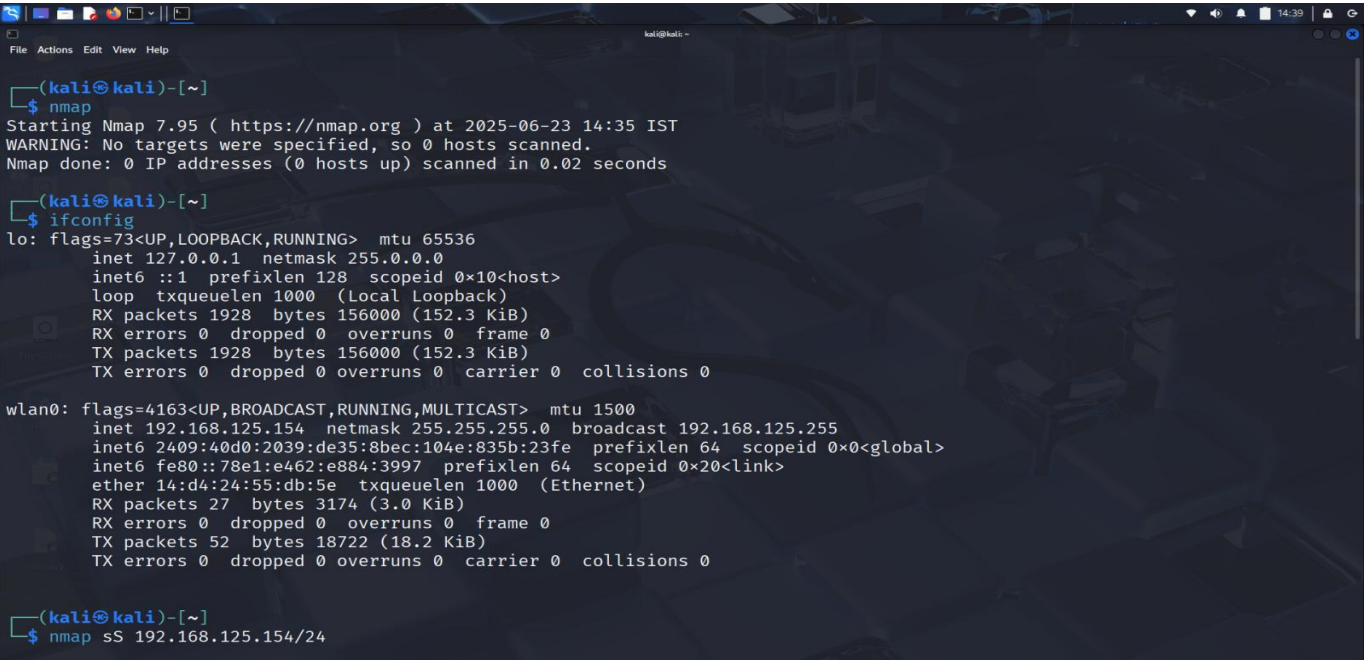 14:39
kali@kali: ~
File Actions Edit View Help
┌──(kali㉿kali)-[~]
└─$ nmap
Starting Nmap 7.95 ( https://nmap.org ) at 2025-06-23 14:35 IST
WARNING: No targets were specified, so 0 hosts scanned.
Nmap done: 0 IP addresses (0 hosts up) scanned in 0.02 seconds
┌──(kali㉿kali)-[~]
└─$ ifconfig
lo: flags=73<UP,LOOPBACK,RUNNING>  mtu 65536
inet 127.0.0.1  netmask 255.0.0.0
inet6 ::1  prefixlen 128  scopeid 0×10<host>
loop  txqueuelen 1000  (Local Loopback)
RX packets 1928  bytes 156000 (152.3 KiB)
RX errors 0  dropped 0  overruns 0  frame 0
TX packets 1928  bytes 156000 (152.3 KiB)
TX errors 0  dropped 0 overruns 0  carrier 0  collisions 0
wlan0: flags=4163<UP,BROADCAST,RUNNING,MULTICAST>  mtu 1500
inet 192.168.125.154  netmask 255.255.255.0  broadcast 192.168.125.255
inet6 2409:40d0:2039:de35:8bec:104e:835b:23fe  prefixlen 64  scopeid 0×0<global>
inet6 fe80::78e1:e462:e884:3997  prefixlen 64  scopeid 0×20<link>
ether 14:d4:24:55:db:5e  txqueuelen 1000  (Ethernet)
RX packets 27  bytes 3174 (3.0 KiB)
RX errors 0  dropped 0  overruns 0  frame 0
TX packets 52  bytes 18722 (18.2 KiB)
TX errors 0  dropped 0 overruns 0  carrier 0  collisions 0
┌──(kali㉿kali)-[~]
└─$ nmap sS 192.168.125.154/24